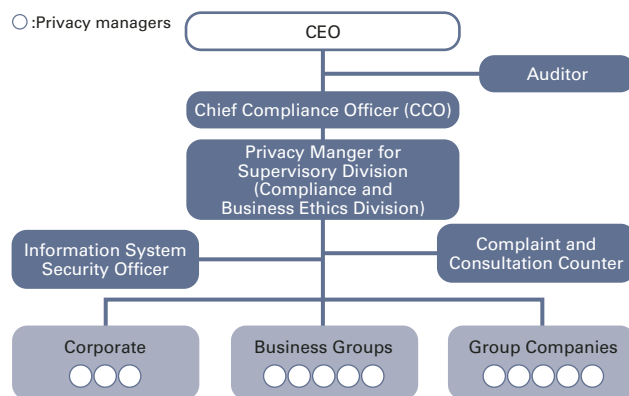 :Privacy managers
CEO
Auditor
Chief Compliance Officer (CCO)
Privacy Manger for
Supervisory Division
(Compliance and
Business Ethics Division)
Information System
Security Officer
Complaint and
Consultation Counter
Corporate
Business Groups
Group Companies